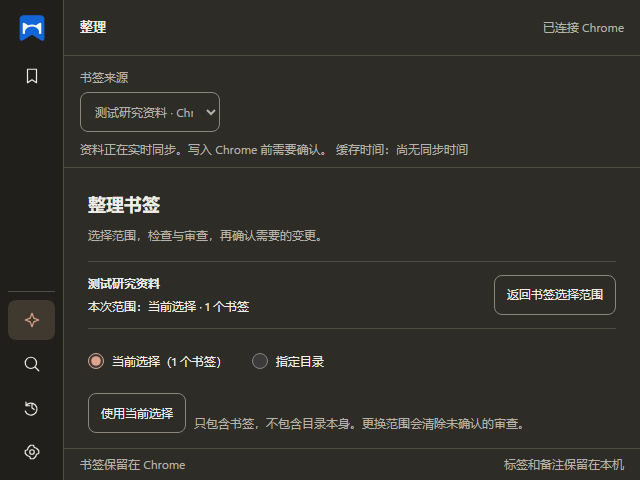 整理
已连接 Chrome
书签来源
测试研究资料 · Chr
资料正在实时同步。写入 Chrome 前需要确认。 缓存时间：尚无同步时间
整理书签
选择范围，检查与审查，再确认需要的变更。
测试研究资料
本次范围：当前选择 · 1 个书签
返回书签选择范围
当前选择（1 个书签）
指定目录
使用当前选择
只包含书签，不包含目录本身。更换范围会清除未确认的审查。
书签保留在 Chrome
标签和备注保留在本机